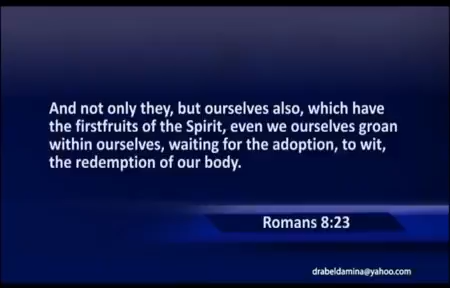 And not only they, but ourselves also, which have
the firstfruits of the Spirit, even we ourselves groan
within ourselves, waiting for the adoption, to wit,
the redemption of our body.
Romans 8:23
drabeldamina@yahoo.com